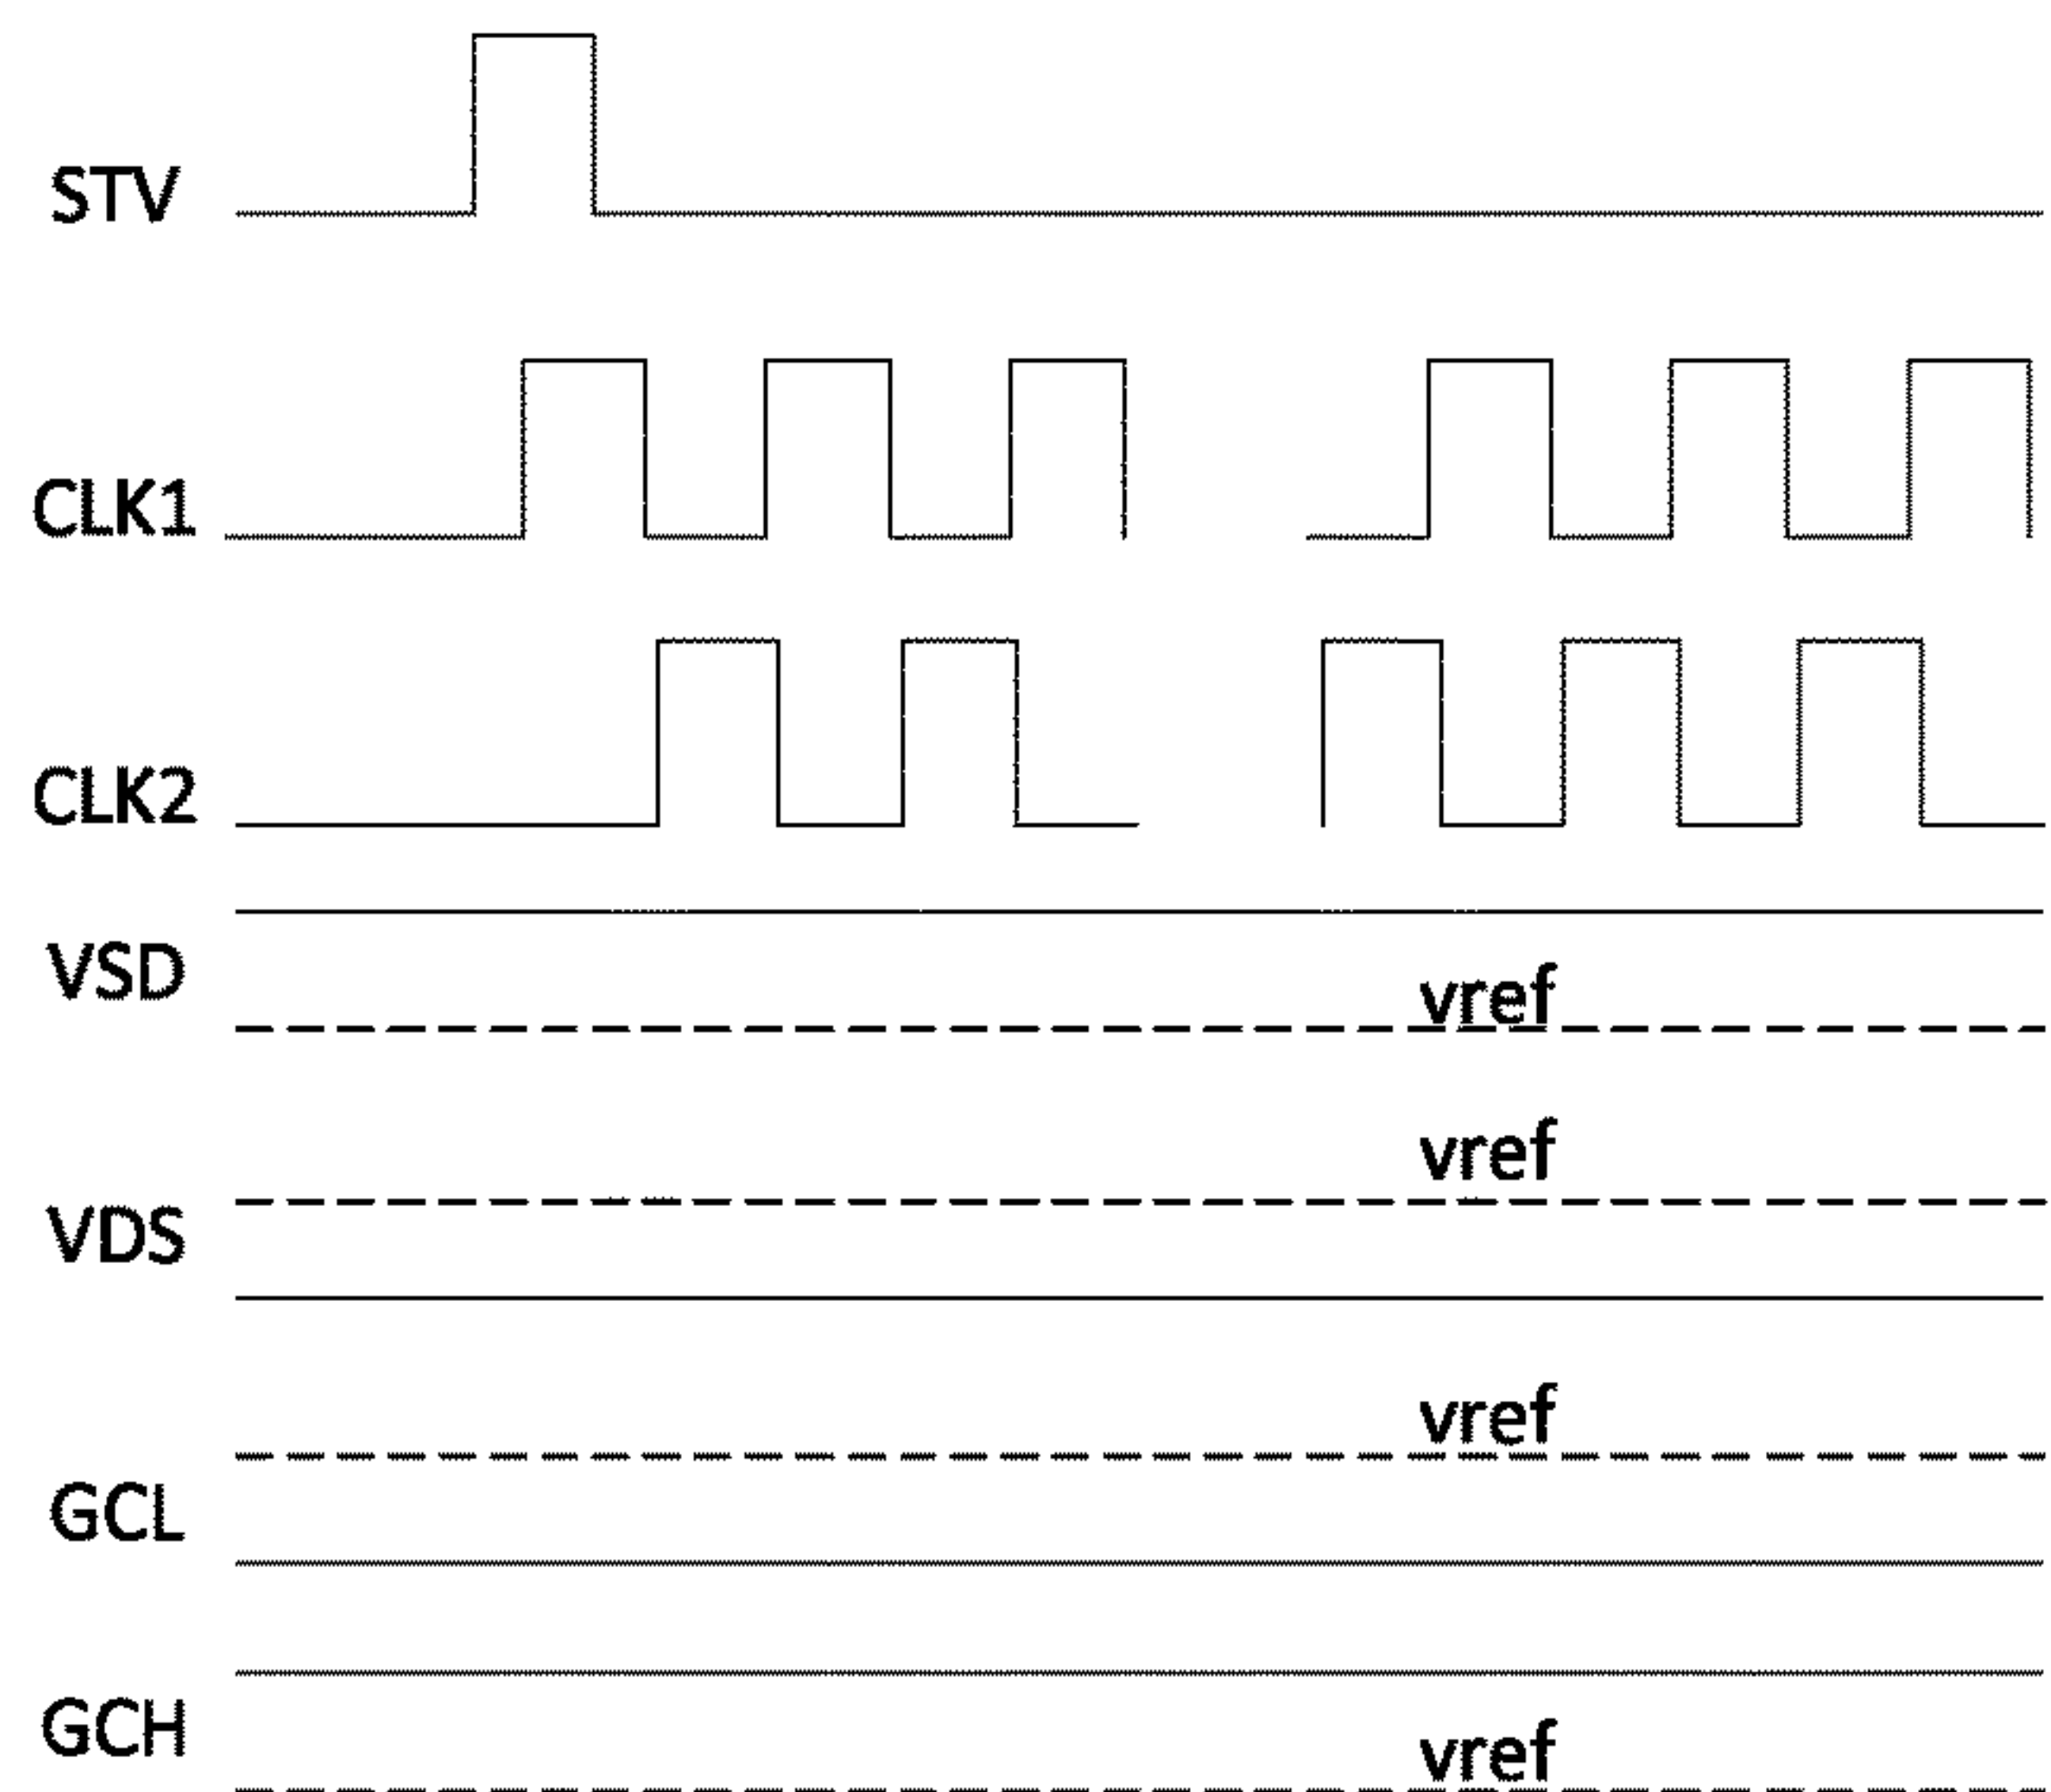 STV
CLK1
CLK2
VSD
vref
vref
VDS
vref
GCL
GCH
vref